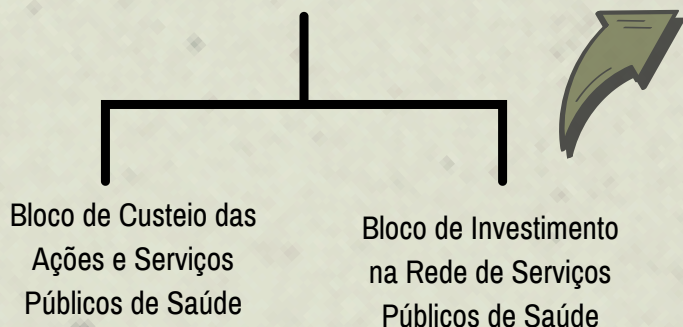 Bloco de Custeio das
Ações e Serviços
Públicos de Saúde
Bloco de Investimento
na Rede de Serviços
Públicos de Saúde